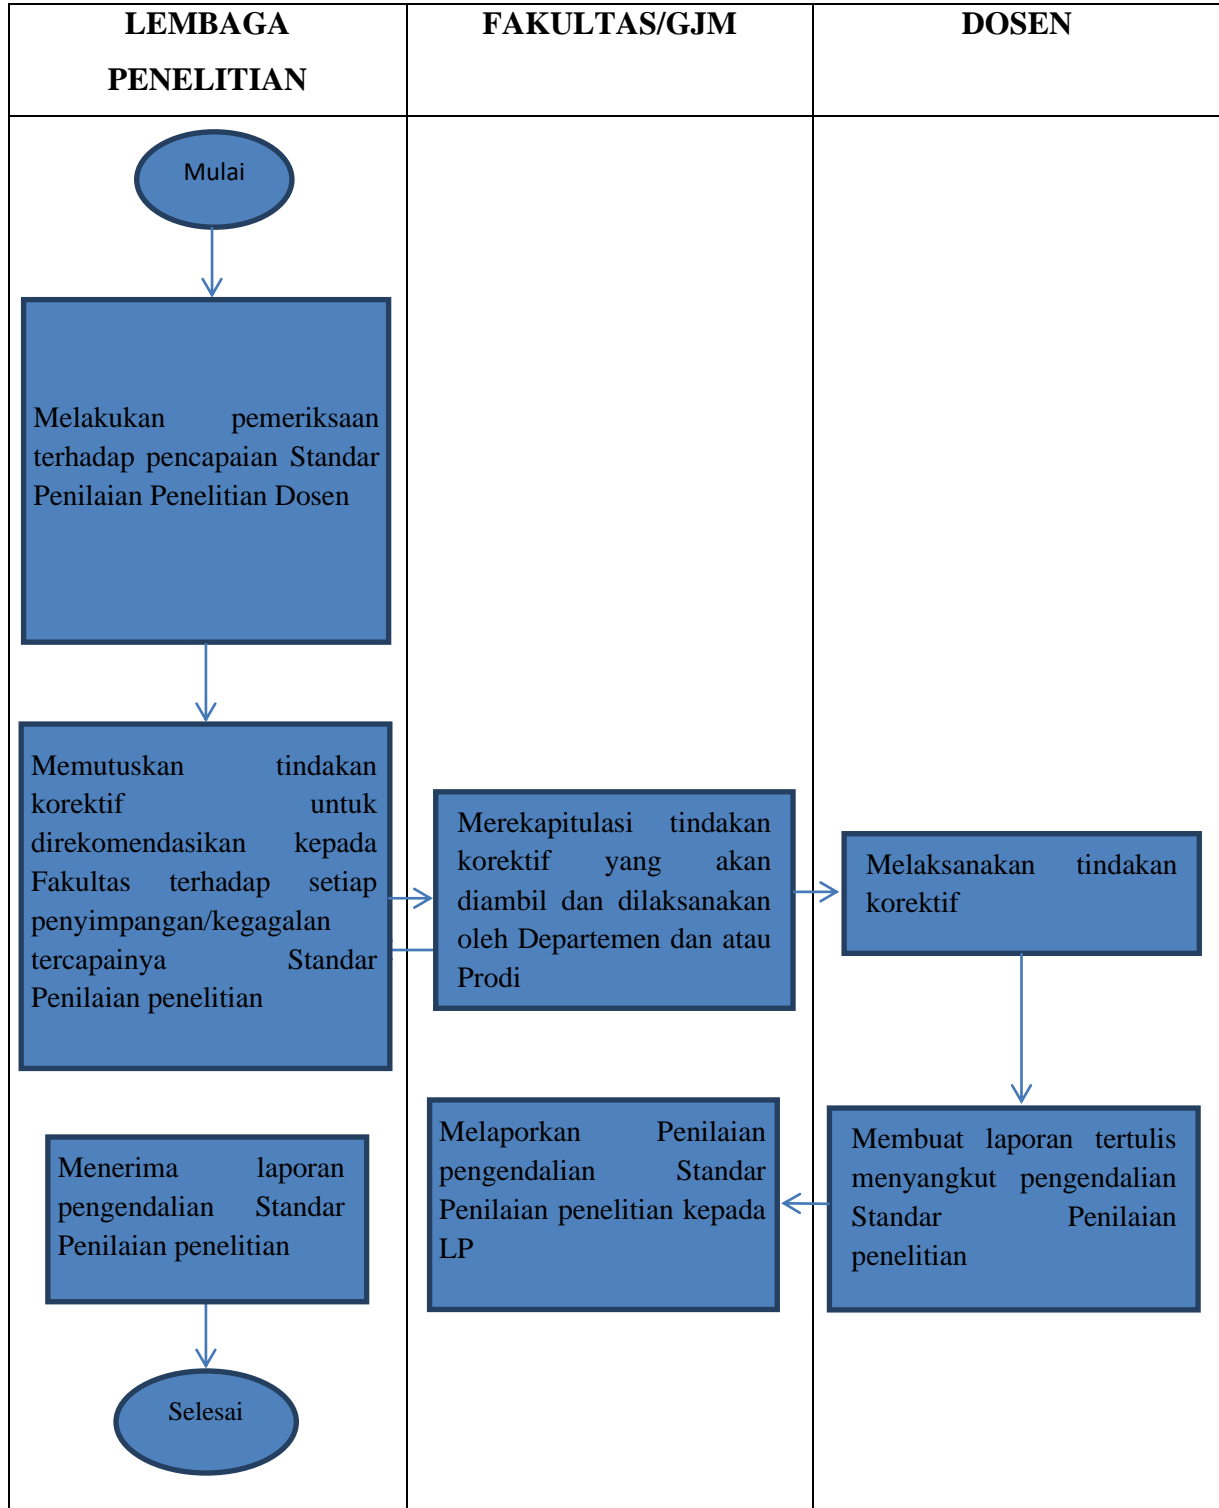 LEMBAGA
PENELITIAN
FAKULTAS/GJM
DOSEN
Mulai
Melakukan pemeriksaan
terhadap pencapaian Standar
Penilaian Penelitian Dosen
Memutuskan tindakan
korektif untuk
direkomendasikan kepada
Fakultas terhadap setiap
penyimpangan/kegagalan
tercapainya Standar
Penilaian penelitian
Merekapitulasi tindakan
korektif yang akan
diambil dan dilaksanakan
oleh Departemen dan atau
Prodi
Melaksanakan tindakan
korektif
Menerima laporan
pengendalian Standar
Penilaian penelitian
Melaporkan Penilaian
pengendalian Standar
Penilaian penelitian kepada
LP
Membuat laporan tertulis
menyangkut pengendalian
Standar Penilaian
penelitian
Selesai